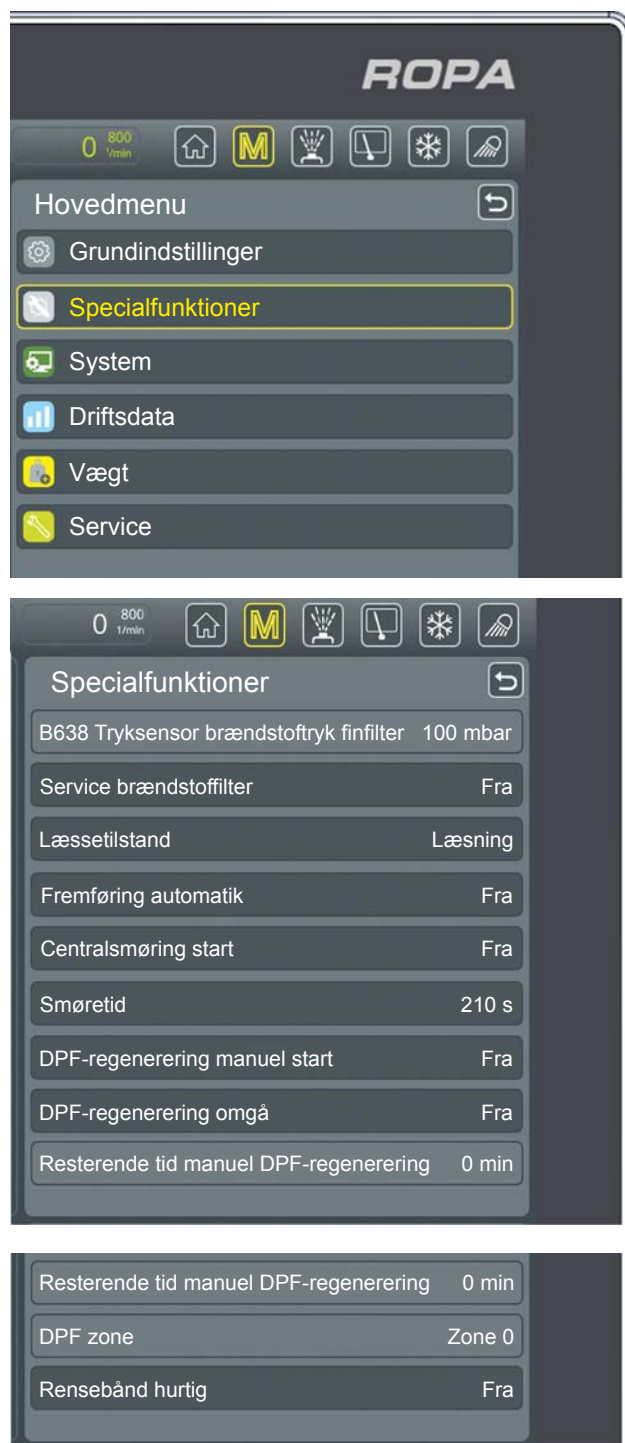 ROPA
0 800 1/min M
Hovedmenu
Grundindstillinger
Specialfunktioner
System
Driftsdata
Vægt
Service
0 800 1/min M
Specialfunktioner
B638 Tryksensor brændstoftryk finfilter 100 mbar
Service brændstoffilter Fra
Læssetilstand Læsning
Fremføring automatik Fra
Centralsmøring start Fra
Smøretid 210 s
DPF-regenerering manuel start Fra
DPF-regenerering omgå Fra
Resterende tid manuel DPF-regenerering 0 min
Resterende tid manuel DPF-regenerering 0 min
DPF zone Zone 0
Rensebånd hurtig Fra